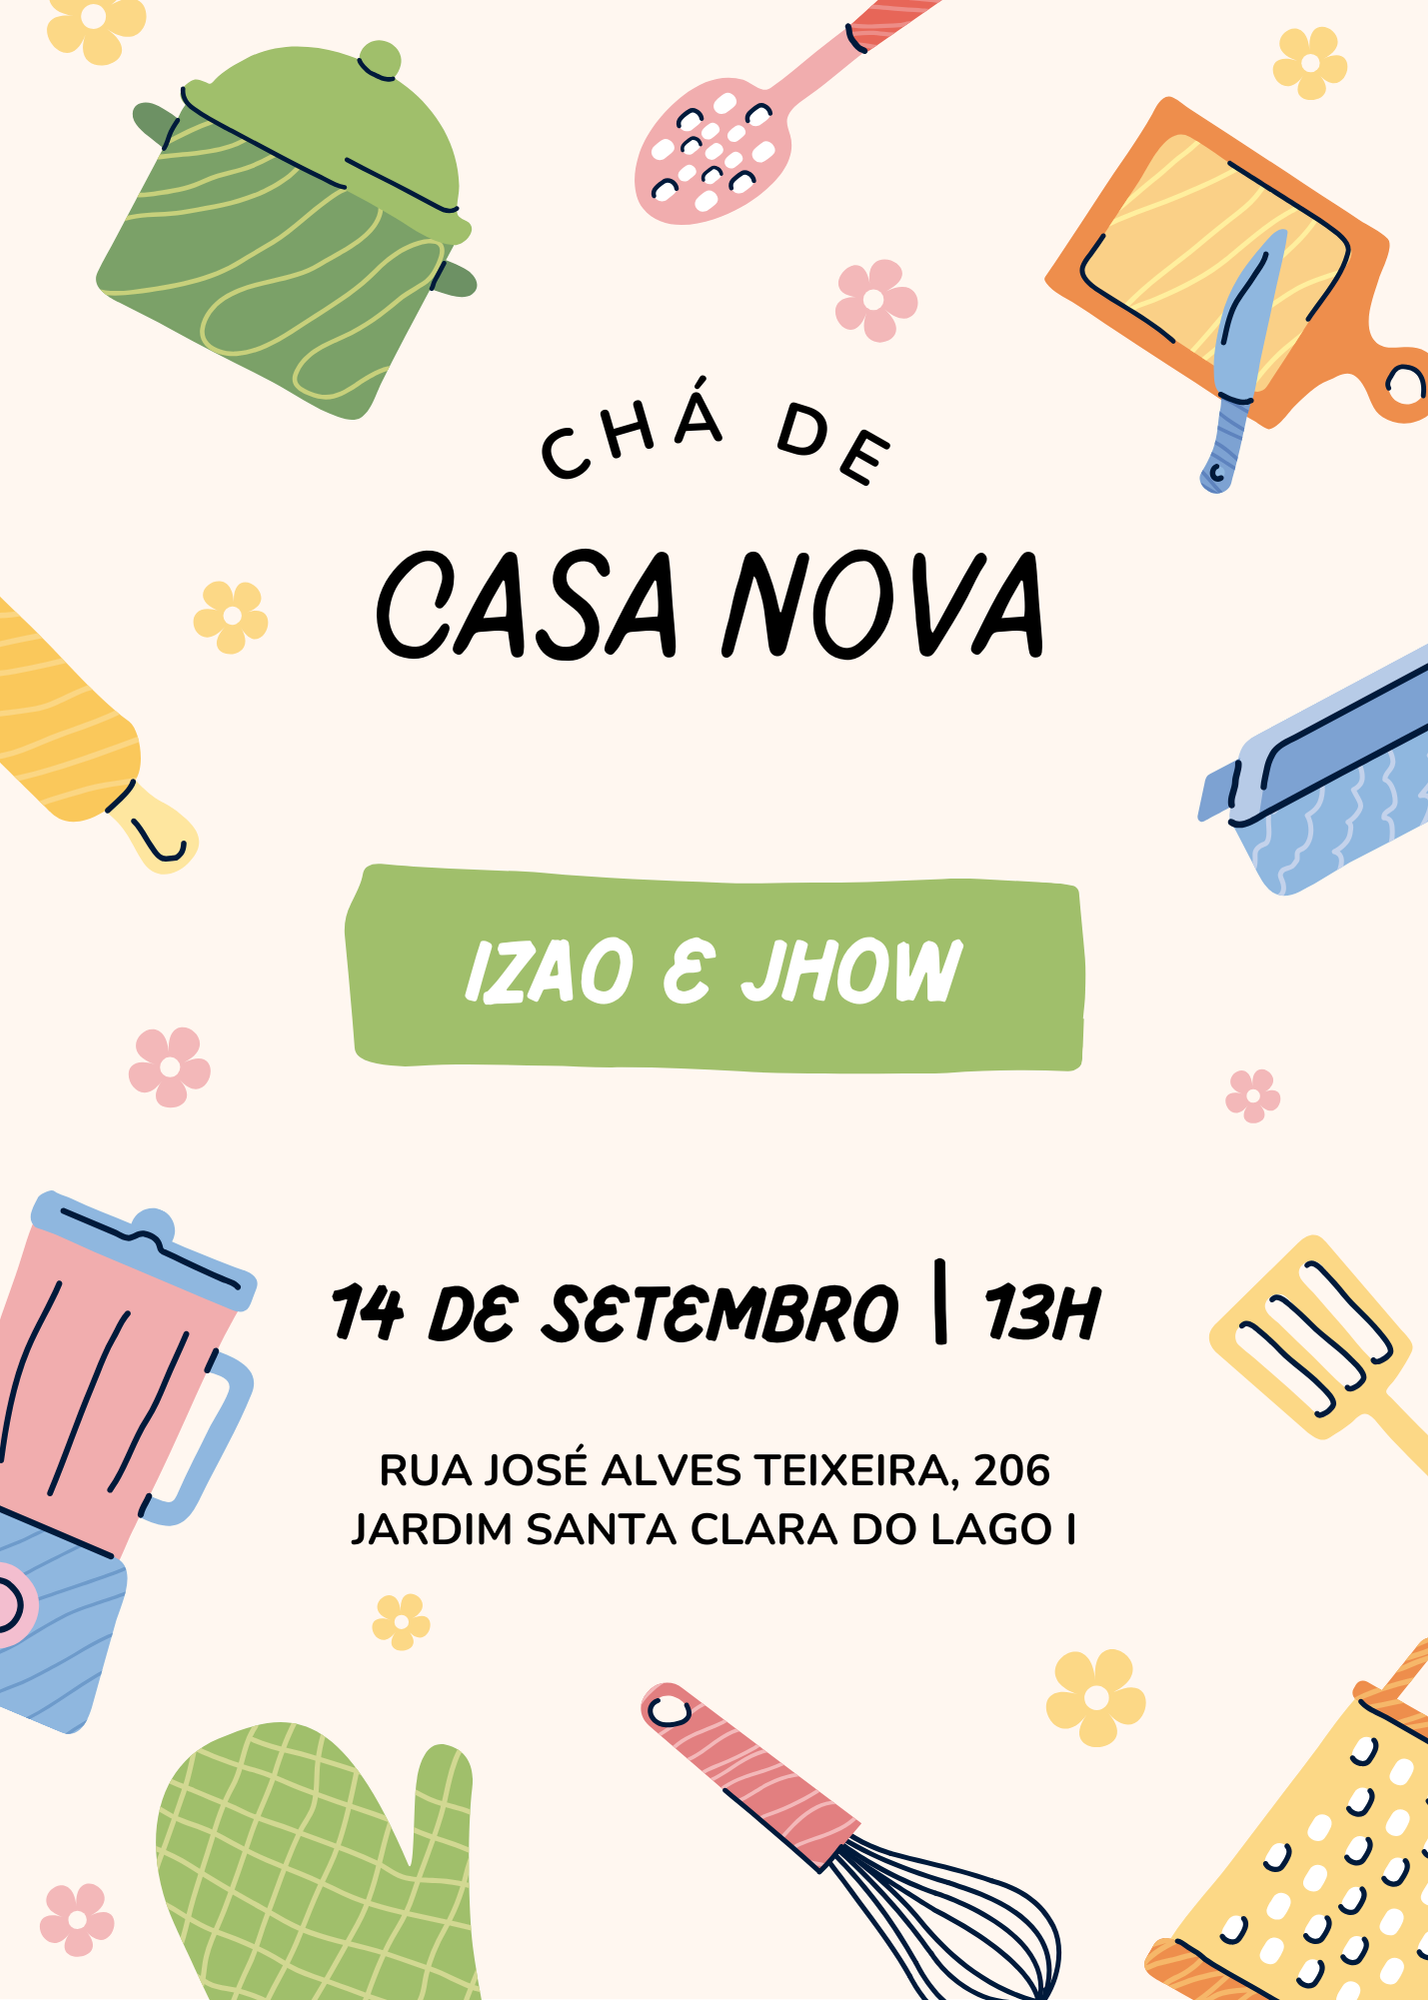 CHÁ DE
CASA NOVA
IZAO & JHOW
14 DE SETEMBRO | 13H
RUA JOSÉ ALVES TEIXEIRA, 206
JARDIM SANTA CLARA DO LAGO I